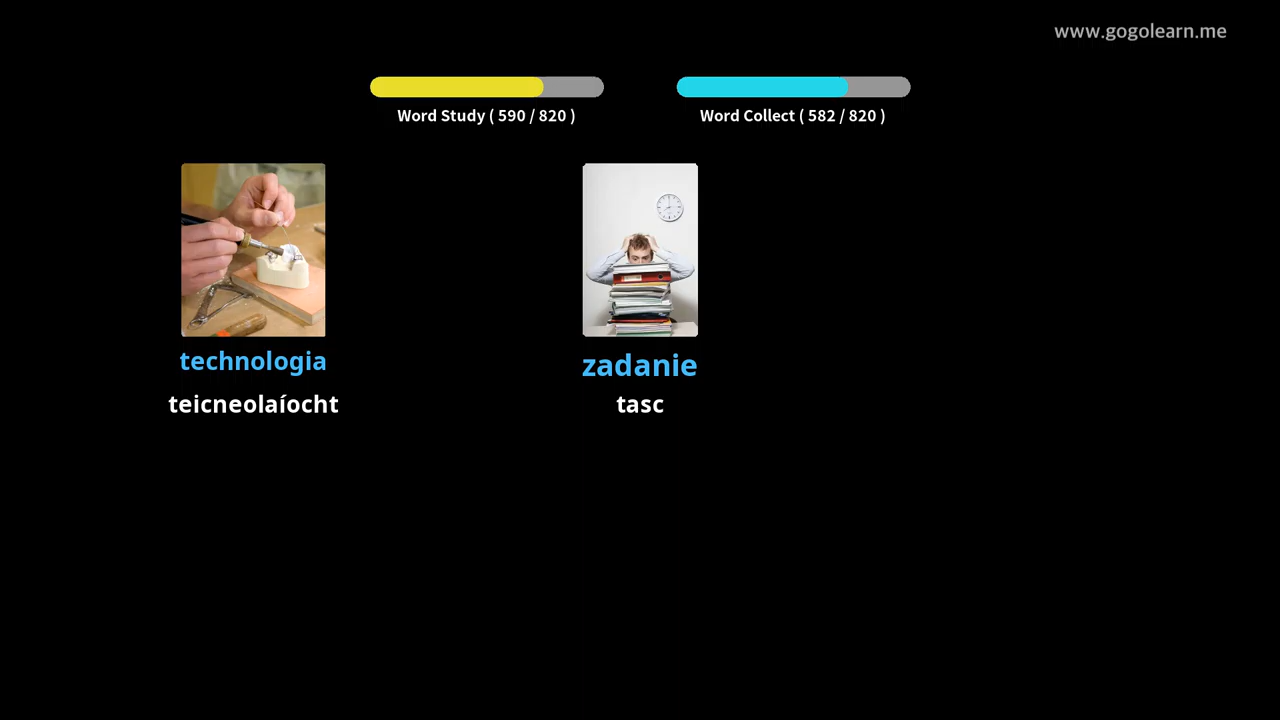 www.gogolearn.me
Word Study ( 590 / 820 )
Word Collect ( 582 / 820 )
technologia
teicneolaíocht
zadanie
tasc